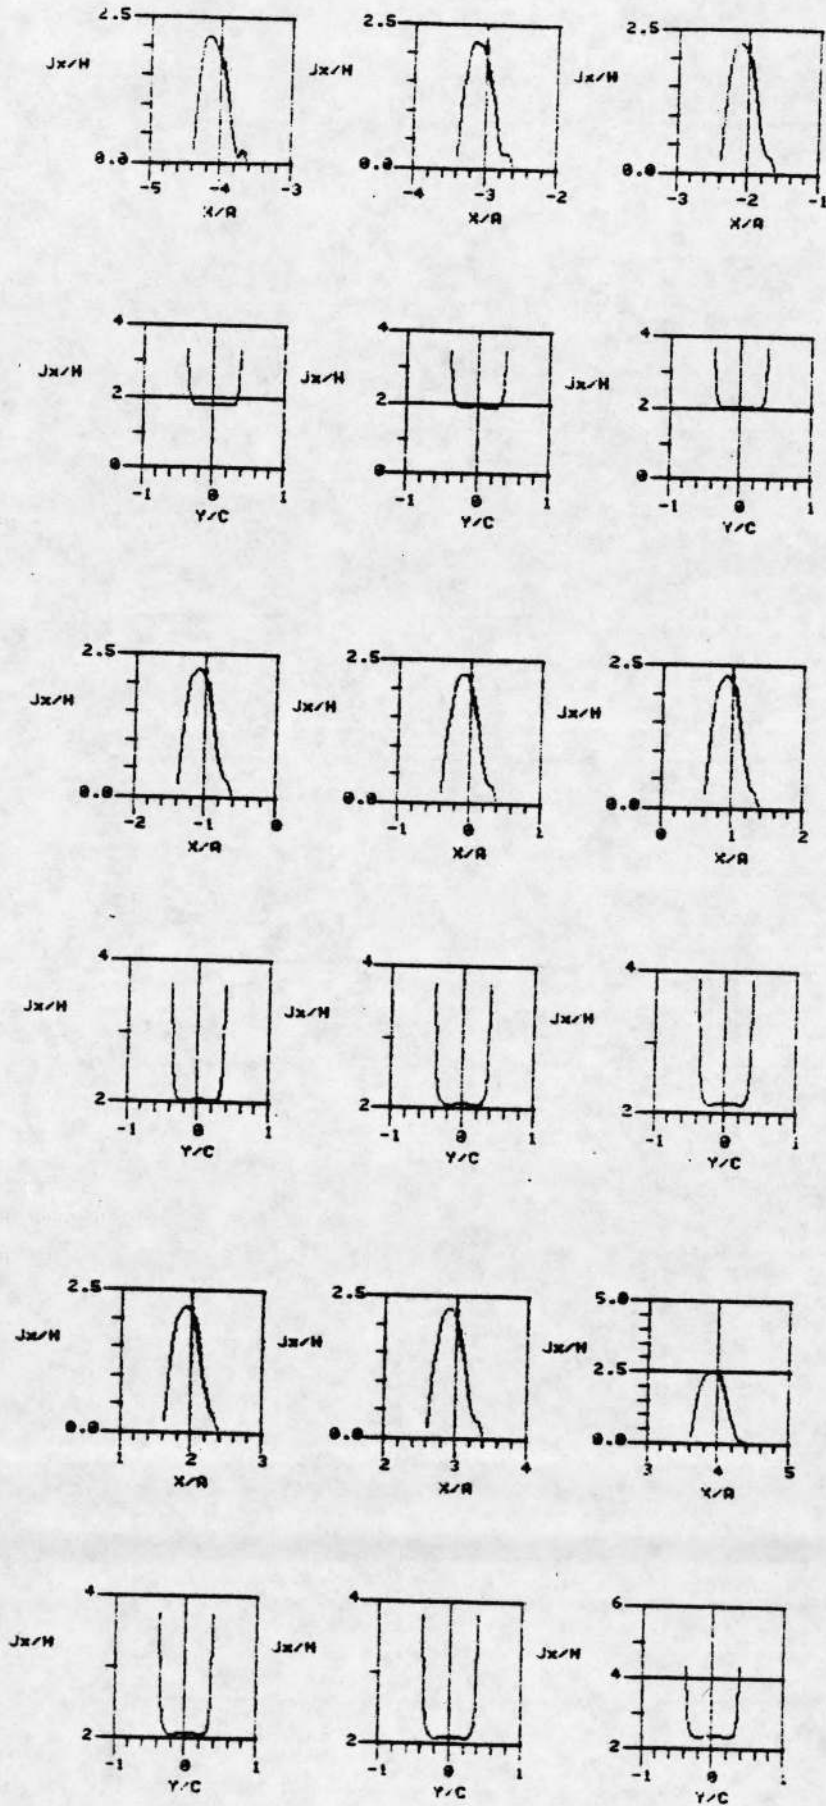 2.5 2.5 2.5
Jx/H Jx/H Jx/H
0.0 0.0 0.0
-5 -4 -3 -4 -3 -2 -3 -2 -1
X/A X/A X/A
4 4 4
Jx/H Jx/H Jx/H
2 2 2
0 0 0
-1 0 1 -1 0 1 -1 0 1
Y/C Y/C Y/C
2.5 2.5 2.5
Jx/H Jx/H Jx/H
0.0 0.0 0.0
-2 -1 0 -1 0 1 0 1 2
X/A X/A X/A
4 4 4
Jx/H Jx/H Jx/H
2 2 2
-1 0 1 -1 0 1 -1 0 1
Y/C Y/C Y/C
2.5 2.5 5.0
Jx/H Jx/H Jx/H
2.5
0.0 0.0 0.0
1 2 3 2 3 4 3 4 5
X/A X/A X/A
4 4 6
Jx/H Jx/H Jx/H
4
2 2 2
-1 0 1 -1 0 1 -1 0 1
Y/C Y/C Y/C